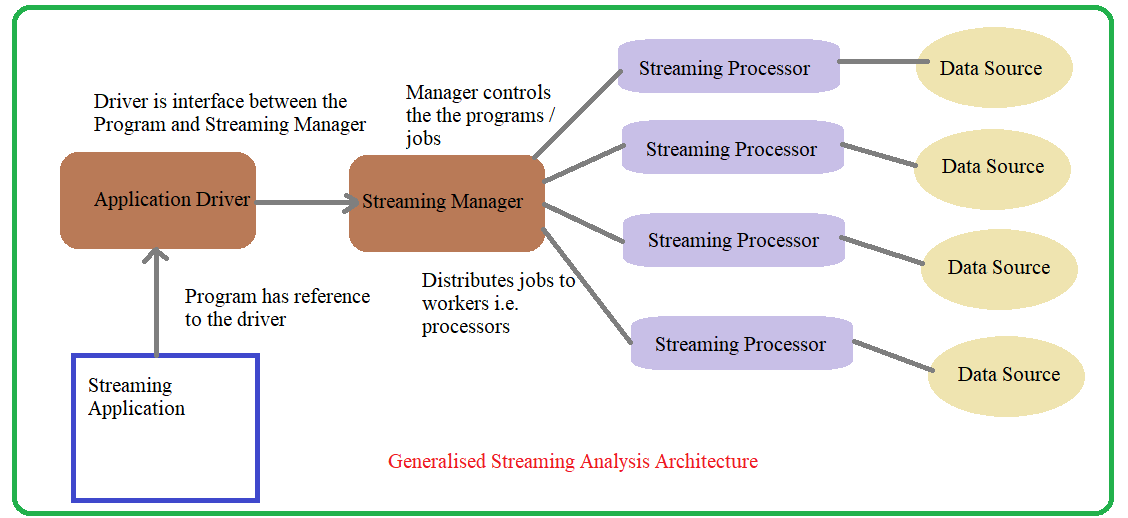 Driver is interface between the
Program and Streaming Manager
Manager controls
the the programs /
jobs
Streaming Processor
Data Source
Streaming Processor
Data Source
Application Driver
Streaming Manager
Streaming Processor
Data Source
Program has reference
to the driver
Distributes jobs to
workers i.e.
processors
Streaming Processor
Data Source
Streaming
Application
Generalised Streaming Analysis Architecture